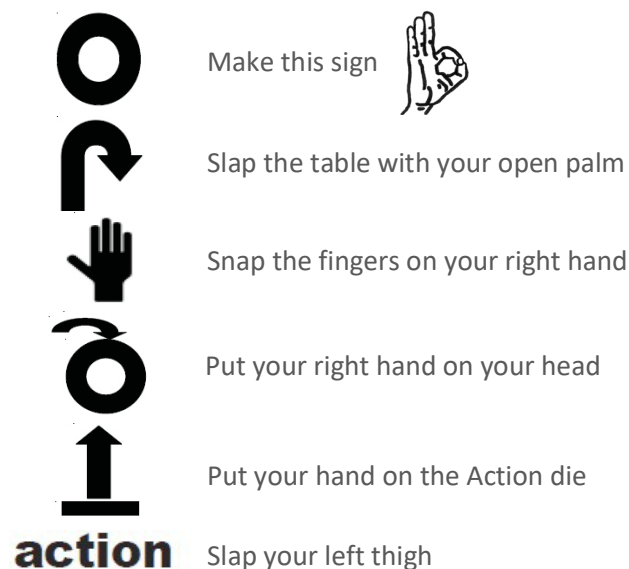 Make this sign
Slap the table with your open palm
Snap the fingers on your right hand
Put your right hand on your head
Put your hand on the Action die
action Slap your left thigh